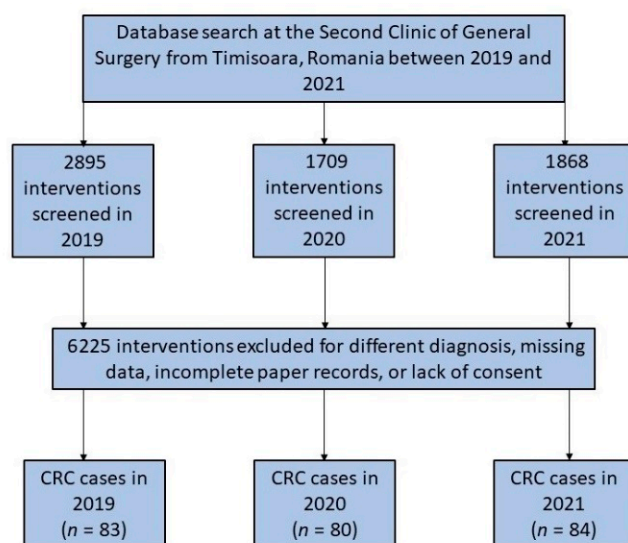 Database search at the Second Clinic of General
Surgery from Timisoara, Romania between 2019 and
2021
2895
interventions
screened in
2019
1709
interventions
screened in
2020
1868
interventions
screened in
2021
6225 interventions excluded for different diagnosis, missing
data, incomplete paper records, or lack of consent
CRC cases in
2019
(n = 83)
CRC cases in
2020
(n = 80)
CRC cases in
2021
(n = 84)